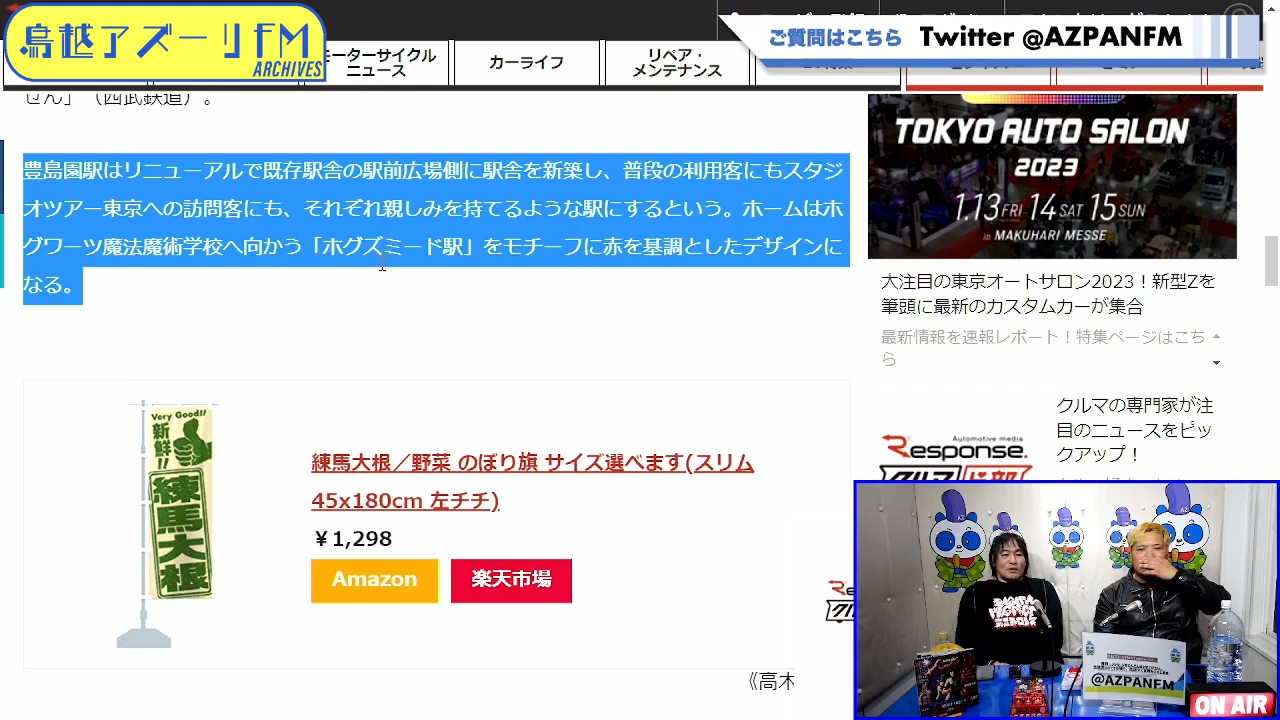 鳥越アズーリFM
ARCHIVES
モーターサイクル
ニュース
カーライフ
リペア・
メンテナンス
ご質問はこちら Twitter @AZPANFM
せん」（西武鉄道）。
豊島園駅はリニューアルで既存駅舎の駅前広場側に駅舎を新築し、普段の利用客にもスタジ
オツアー東京への訪問客にも、それぞれ親しみを持てるような駅にするという。ホームはホ
グワーツ魔法魔術学校へ向かう「ホグズミード駅」をモチーフに赤を基調としたデザインに
なる。
Very Good!!
新鮮!!
練馬大根
練馬大根／野菜 のぼり旗 サイズ選べます(スリム
45x180cm 左チチ)
￥1,298
Amazon
楽天市場
《高木
TOKYO AUTO SALON
2023
1.13 FRI - 14 SAT 15 SUN
in MAKUHARI MESSE
大注目の東京オートサロン2023！新型Zを
筆頭に最新のカスタムカーが集合
最新情報を速報レポート！特集ページはこち
ら
クルマの専門家が注
目のニュースをピッ
クアップ！
Automotive media
Response.
@AZPANFM
ON AIR